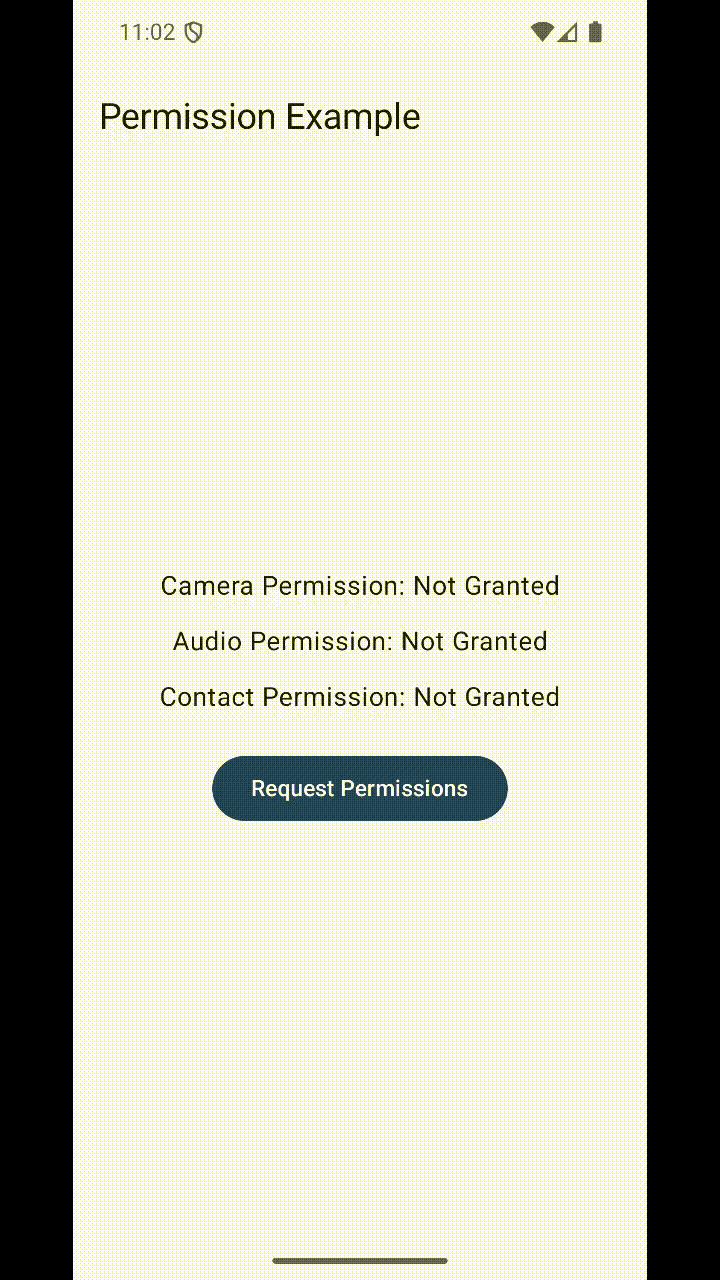 11:02
Permission Example
Camera Permission: Not Granted
Audio Permission: Not Granted
Contact Permission: Not Granted
Request Permissions